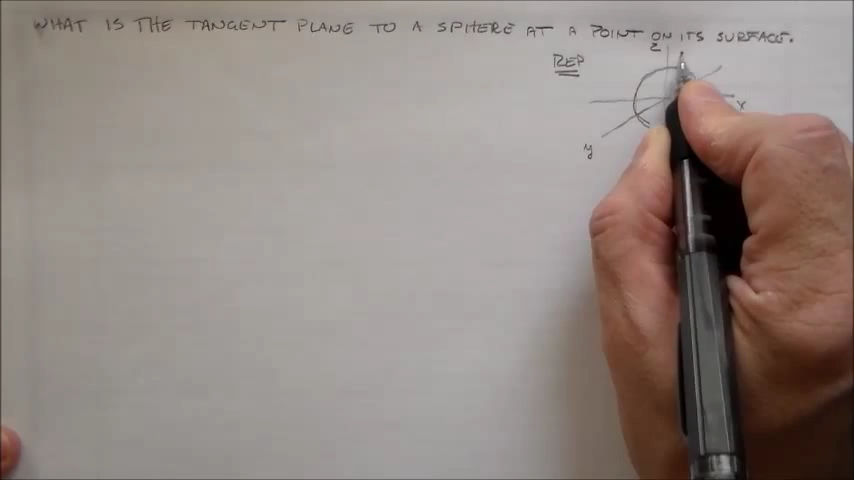 WHAT IS THE TANGENT PLANE TO A SPHERE AT A POINT ON ITS SURFACE.
REP
z
x
y